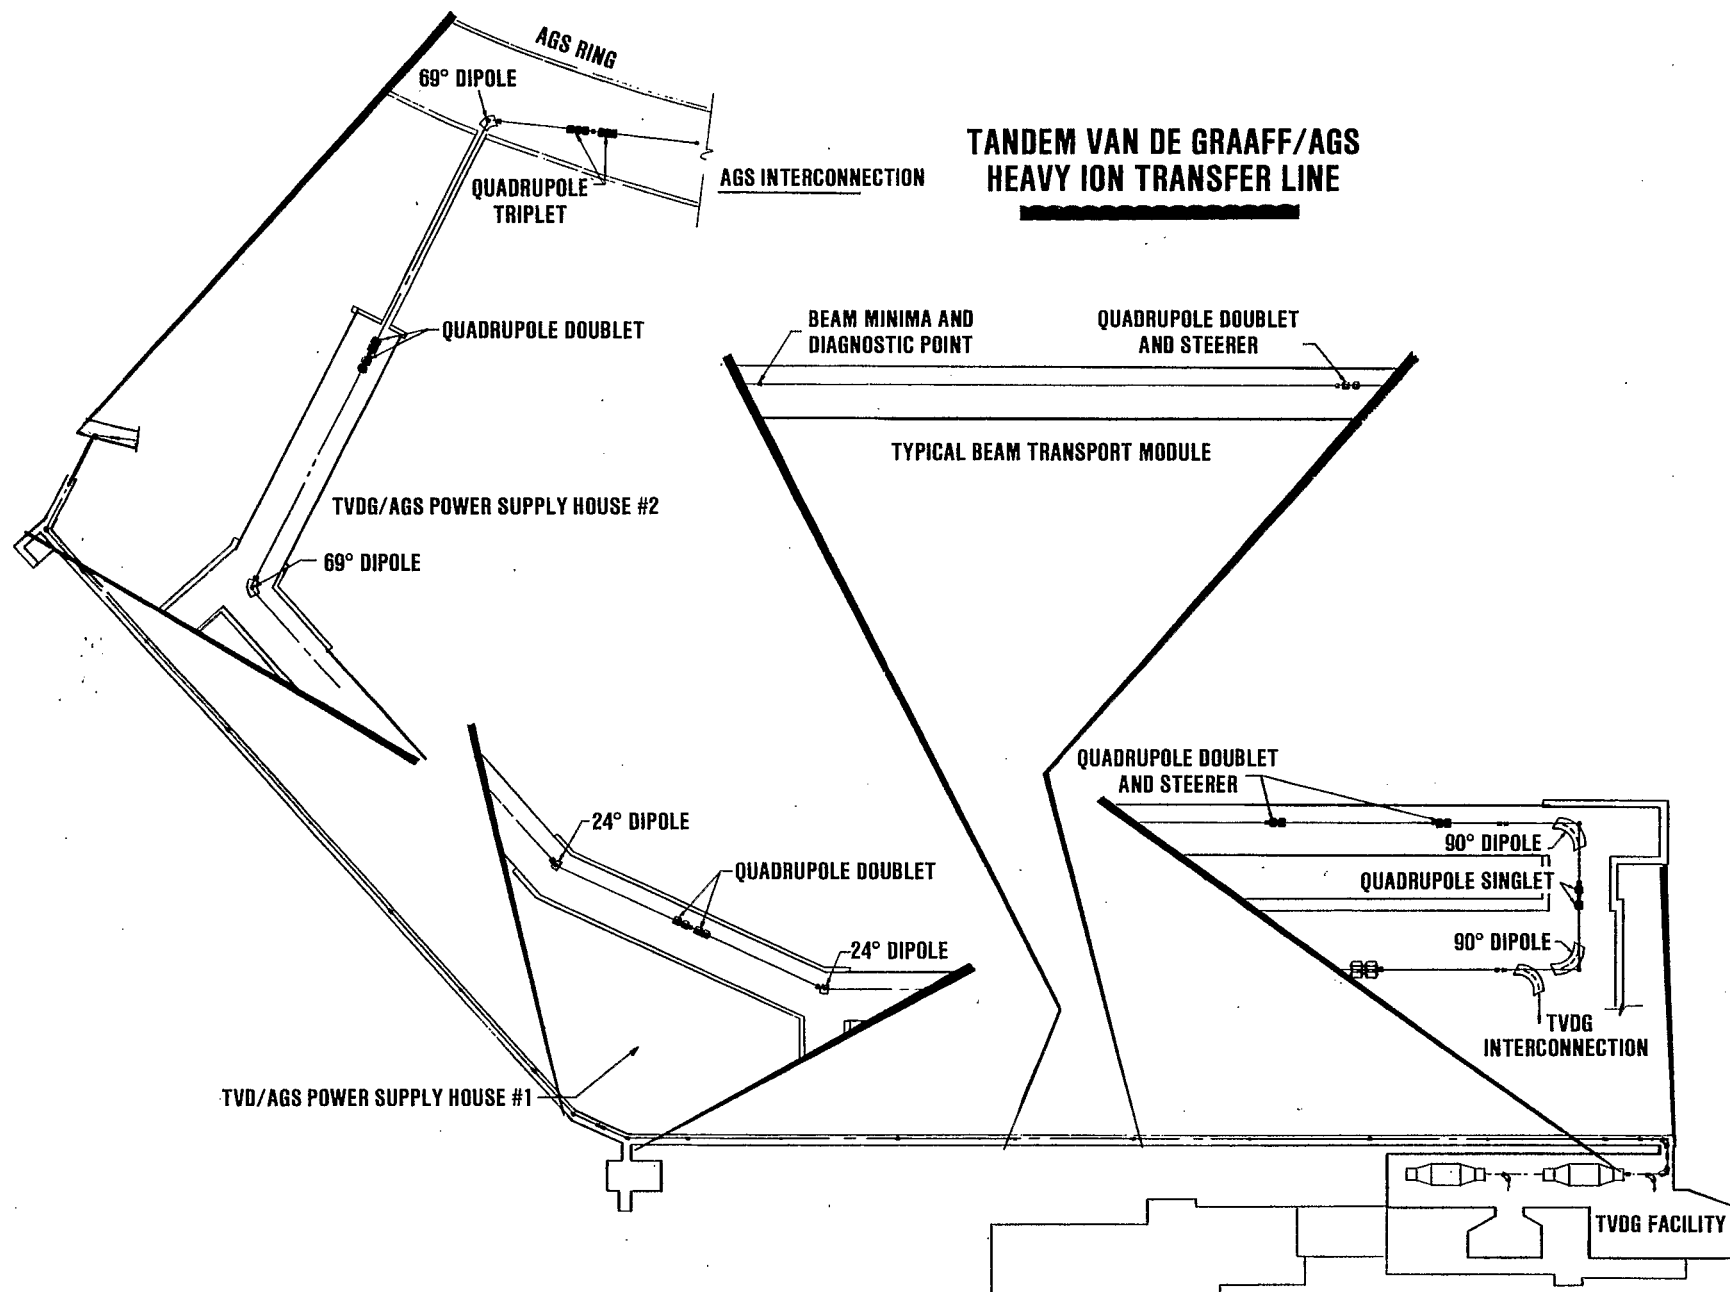 AGS RING
69° DIPOLE
TANDEM VAN DE GRAAFF/AGS
HEAVY ION TRANSFER LINE
AGS INTERCONNECTION
QUADRUPOLE
TRIPLET
QUADRUPOLE DOUBLET
BEAM MINIMA AND
DIAGNOSTIC POINT
QUADRUPOLE DOUBLET
AND STEERER
TYPICAL BEAM TRANSPORT MODULE
TVDG/AGS POWER SUPPLY HOUSE #2
69° DIPOLE
QUADRUPOLE DOUBLET
AND STEERER
24° DIPOLE
90° DIPOLE
QUADRUPOLE DOUBLET
QUADRUPOLE SINGLET
24° DIPOLE
90° DIPOLE
TVDG
INTERCONNECTION
TVD/AGS POWER SUPPLY HOUSE #1
TVDG FACILITY